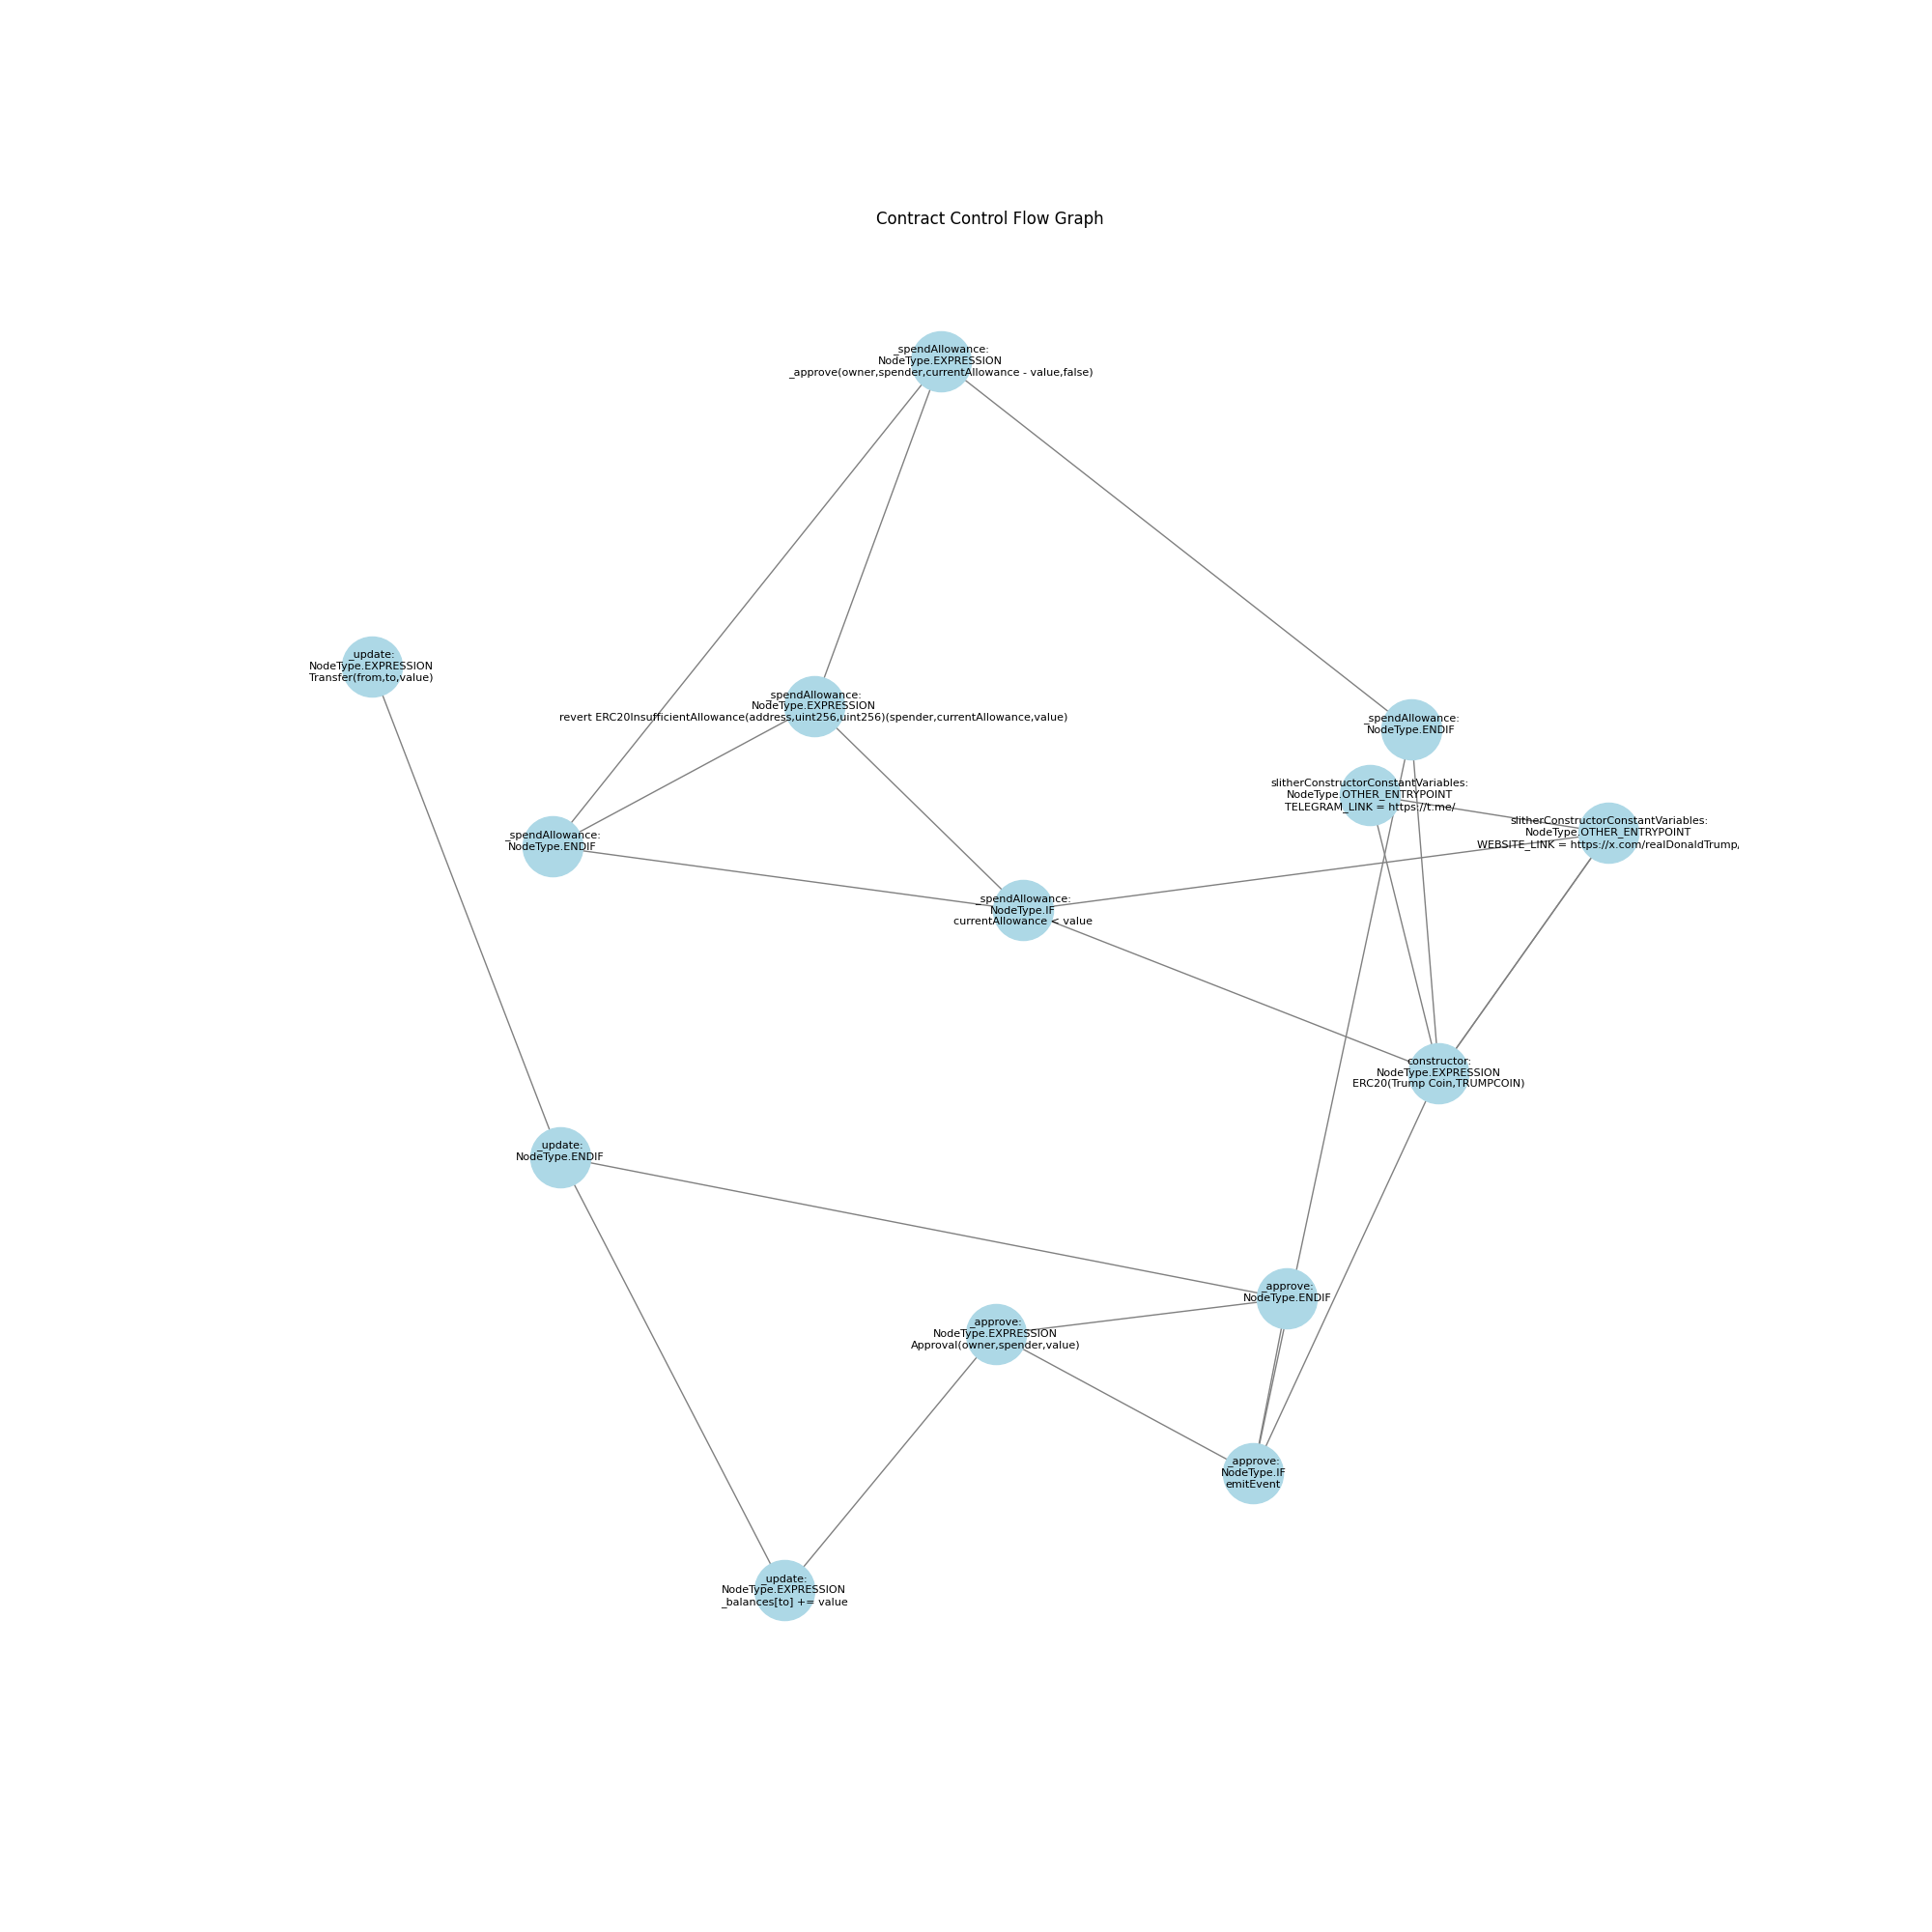 Contract Control Flow Graph
_spendAllowance:
NodeType.EXPRESSION
_approve(owner,spender,currentAllowance - value,false)
_update:
NodeType.EXPRESSION
Transfer(from,to,value)
_spendAllowance:
NodeType.EXPRESSION
revert ERC20InsufficientAllowance(address,uint256,uint256)(spender,currentAllowance,value)
_spendAllowance:
NodeType.ENDIF
slitherConstructorConstantVariables:
NodeType.OTHER_ENTRYPOINT
TELEGRAM_LINK = https://t.me/
slitherConstructorConstantVariables:
NodeType.OTHER_ENTRYPOINT
WEBSITE_LINK = https://x.com/realDonaldTrump,
_spendAllowance:
NodeType.ENDIF
_spendAllowance:
NodeType.IF
currentAllowance < value
constructor:
NodeType.EXPRESSION
ERC20(Trump Coin,TRUMPCOIN)
_update:
NodeType.ENDIF
_approve:
NodeType.ENDIF
_approve:
NodeType.EXPRESSION
Approval(owner,spender,value)
_approve:
NodeType.IF
emitEvent
_update:
NodeType.EXPRESSION
_balances[to] += value